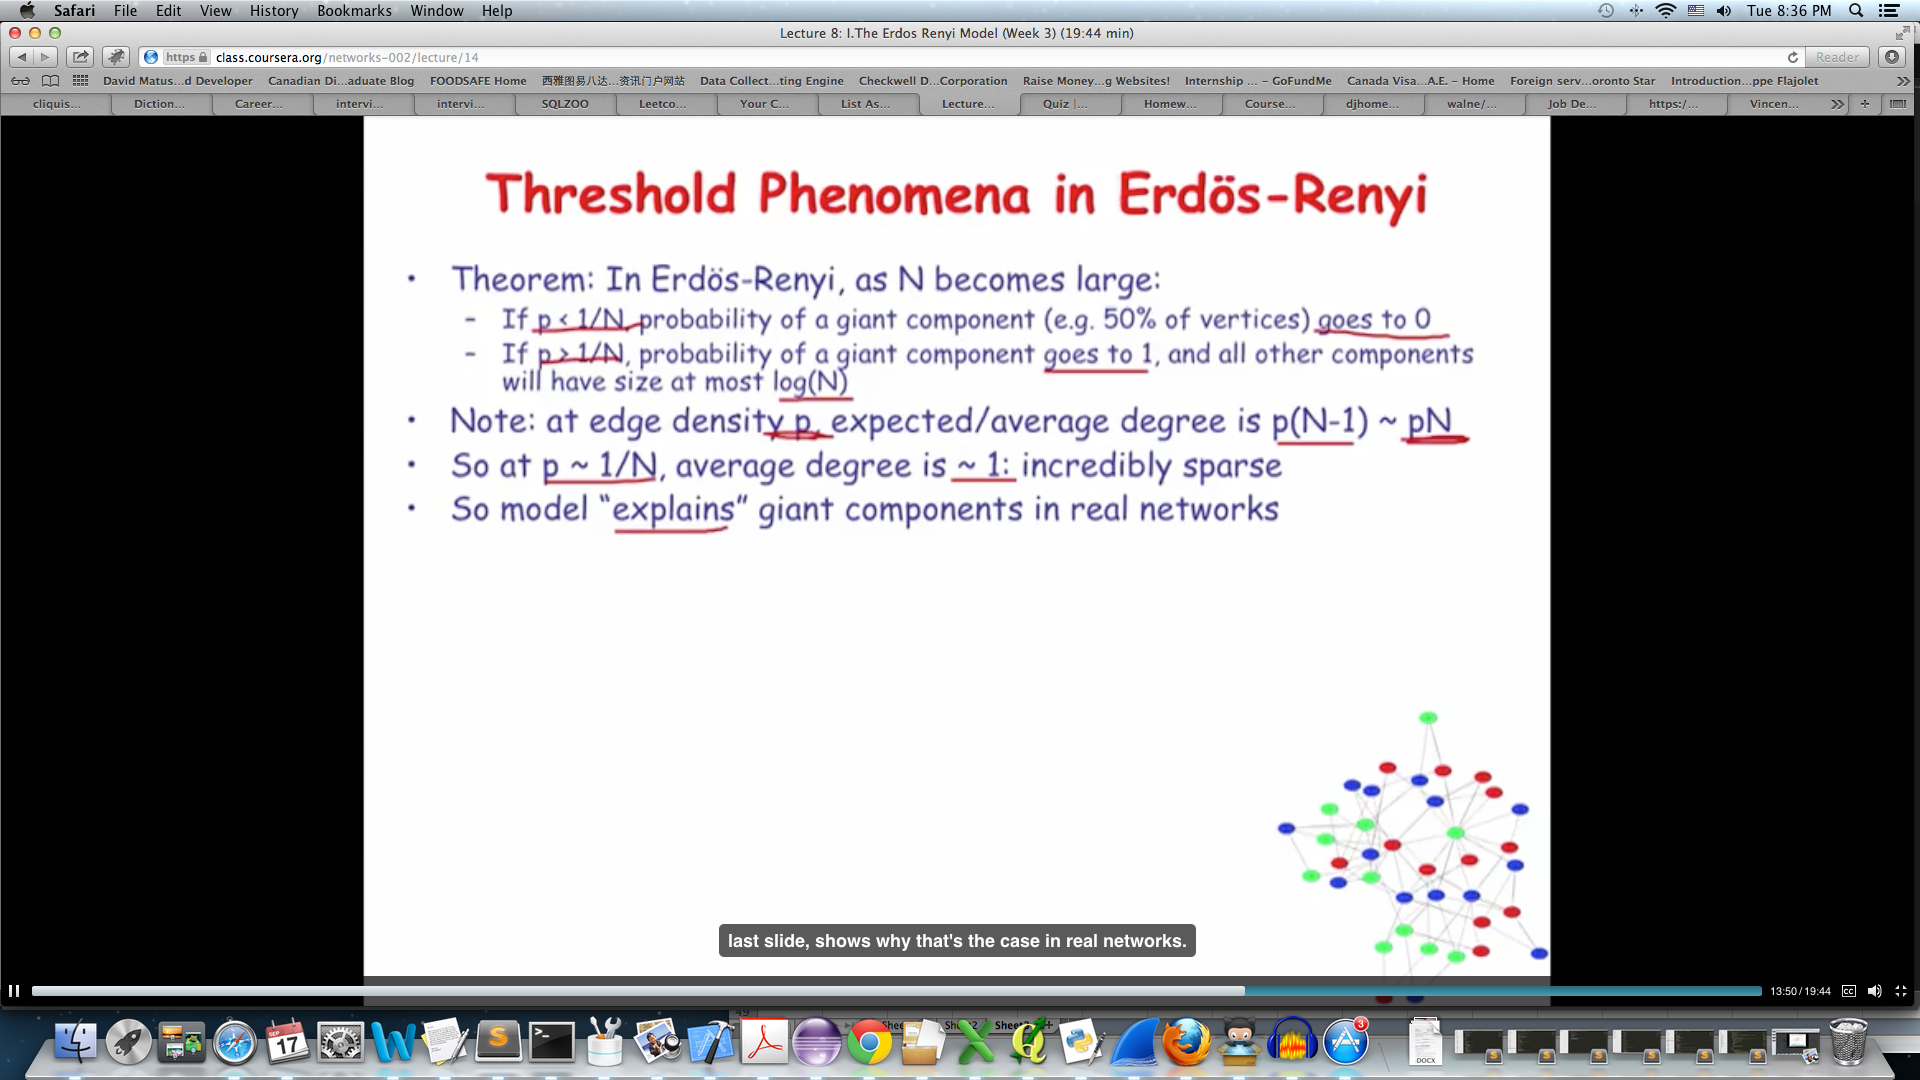 Safari File Edit View History Bookmarks Window Help Tue 8:36 PM
Lecture 8: I.The Erdos Renyi Model (Week 3) (19:44 min)
https class.coursera.org/networks-002/lecture/14 Reader
David Matus...d Developer Canadian Di...aduate Blog FOODSAFE Home 西雅图易八达...资讯门户网站 Data Collect...ting Engine Checkwell D...Corporation Raise Money...g Websites! Internship ... - GoFundMe Canada Visa...A.E. - Home Foreign serv...oronto Star Introduction...ppe Flajolet
cliquis... Diction... Career... intervi... intervi... SQLZOO Leetco... Your C... List As... Lecture... Quiz |... Homew... Course... djhome... walne/... Job De... https:/... Vincen...
Threshold Phenomena in Erdös-Renyi
• Theorem: In Erdös-Renyi, as N becomes large:
- If p < 1/N, probability of a giant component (e.g. 50% of vertices) goes to 0
- If p > 1/N, probability of a giant component goes to 1, and all other components
will have size at most log(N)
• Note: at edge density p, expected/average degree is p(N-1) ~ pN
• So at p ~ 1/N, average degree is ~ 1: incredibly sparse
• So model "explains" giant components in real networks
last slide, shows why that's the case in real networks.
13:50/19:44 CC
SEP
17
3
DOCX